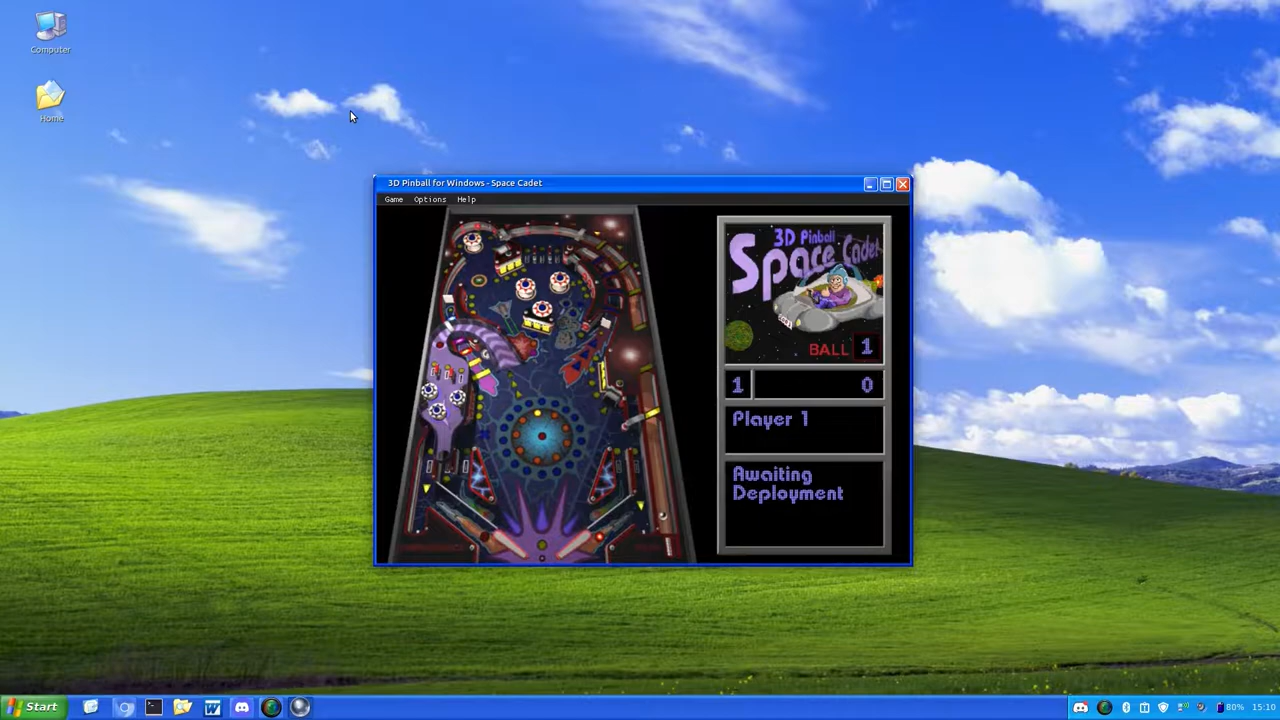 Computer
Home
3D Pinball for Windows - Space Cadet
Game Options Help
3D Pinball
Space Cadet
BALL 1
1 0
Player 1
Awaiting
Deployment
Start
80% 15:10